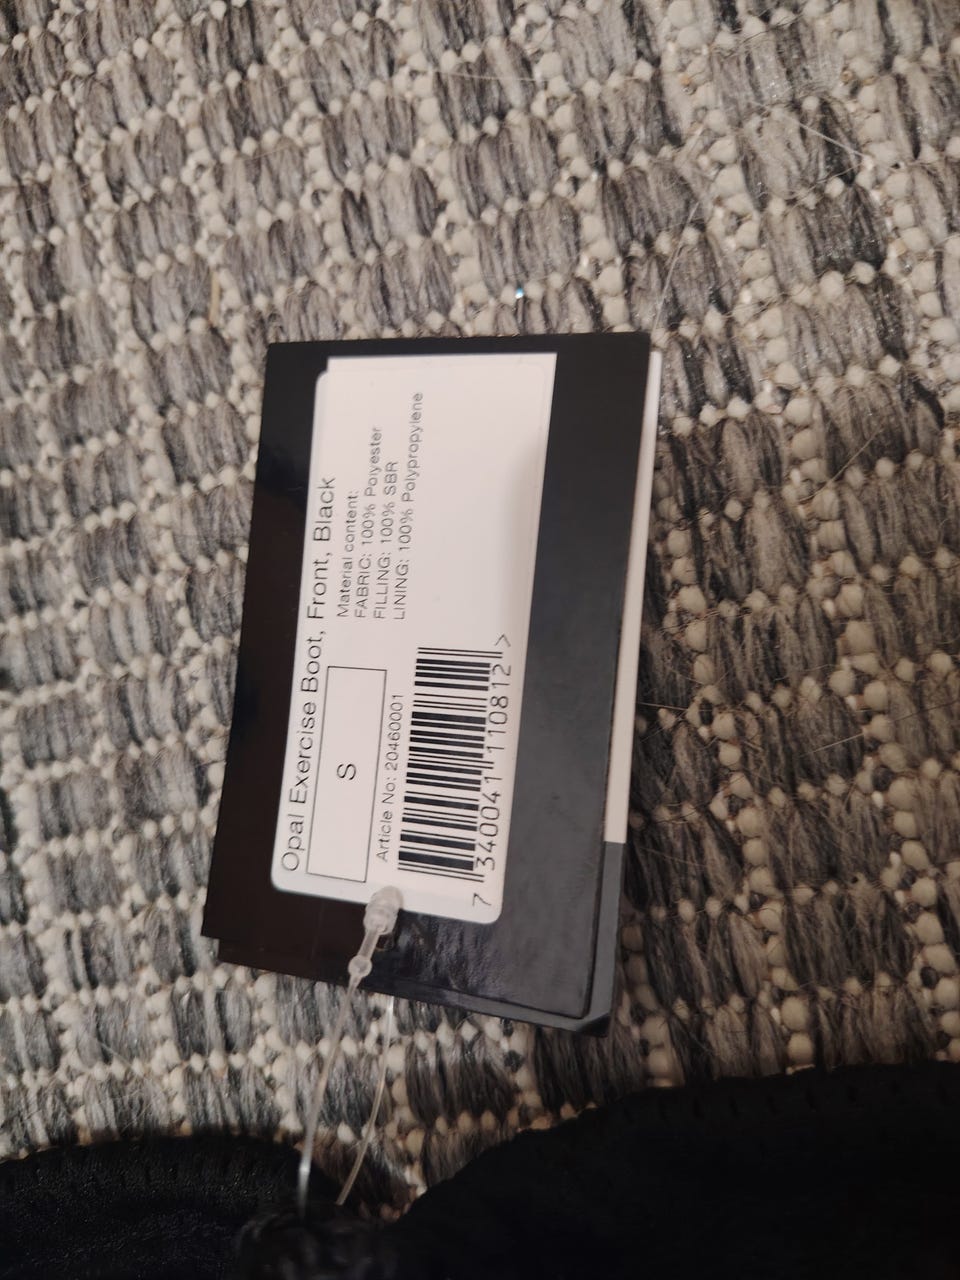 Opal Exercise Boot, Front, Black
S
Material content:
FABRIC: 100% Polyester
FILLING: 100% SBR
LINING: 100% Polypropylene
Article No: 20460001
7 340041 110812 >